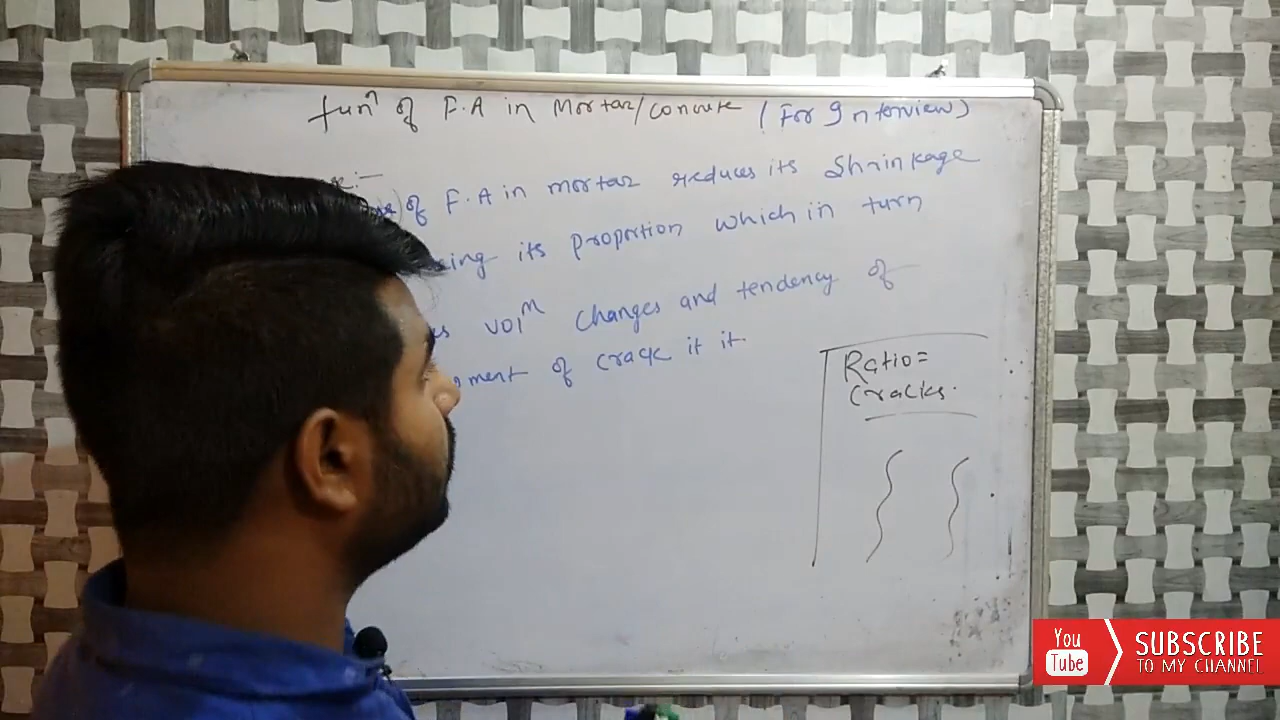 funⁿ of F.A in Mortar/concrete (For Interview)
of F.A in mortar reduces its Shrinkage
its proportion which in turn
volᵐ changes and tendency of
of crack it it.
Ratio=
Cracks.
You
Tube
SUBSCRIBE
TO MY CHANNEL